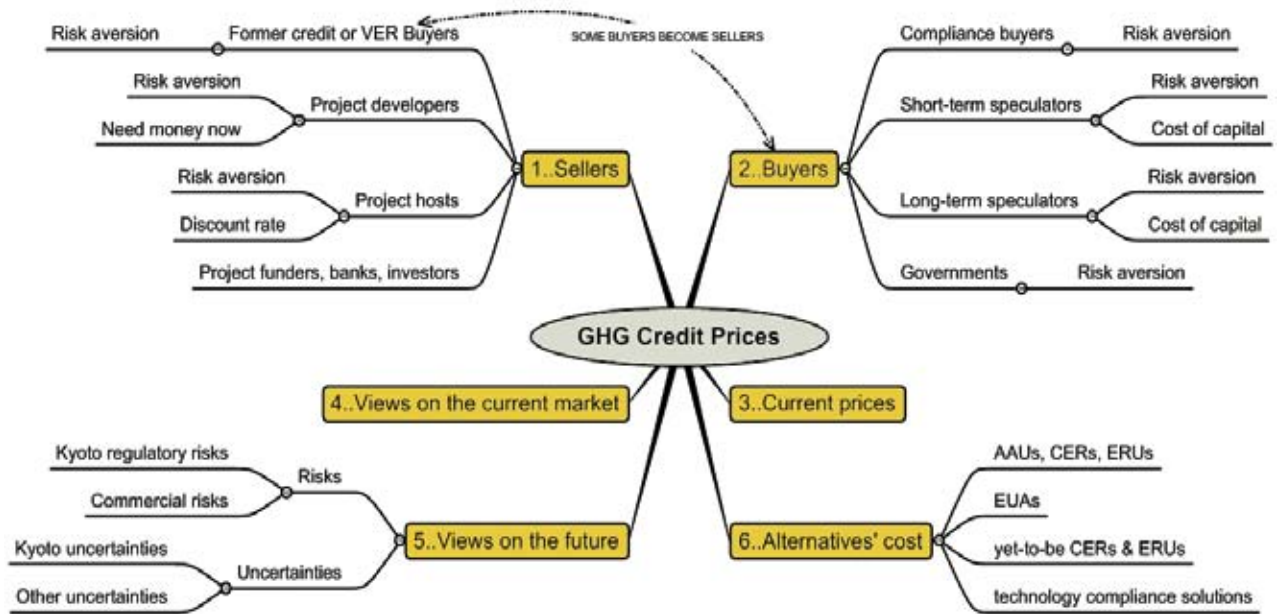 Risk aversion
Former credit or VER Buyers
SOME BUYERS BECOME SELLERS
Compliance buyers
Risk aversion
Risk aversion
Project developers
Need money now
Short-term speculators
Risk aversion
Cost of capital
1..Sellers
2..Buyers
Risk aversion
Project hosts
Discount rate
Long-term speculators
Risk aversion
Cost of capital
Project funders, banks, investors
Governments
Risk aversion
GHG Credit Prices
4..Views on the current market
3..Current prices
Kyoto regulatory risks
Risks
Commercial risks
5..Views on the future
Kyoto uncertainties
Uncertainties
Other uncertainties
6..Alternatives' cost
AAUs, CERs, ERUs
EUAs
yet-to-be CERs & ERUs
technology compliance solutions